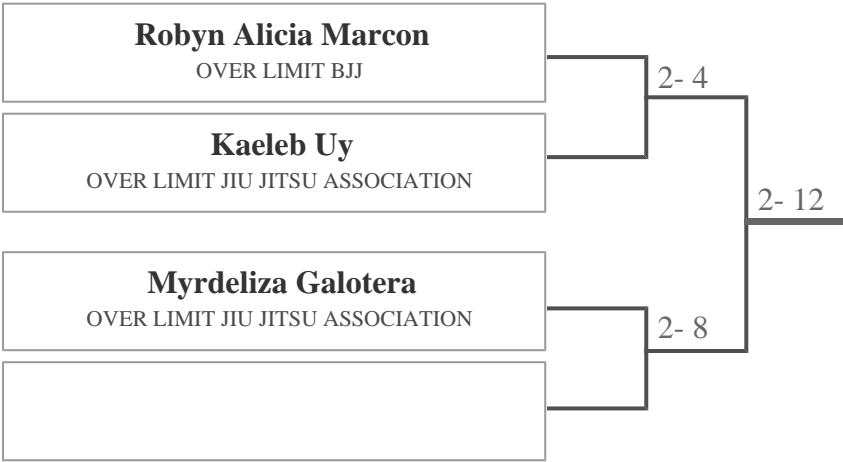 Robyn Alicia Marcon
OVER LIMIT BJJ
2- 4
Kaeleb Uy
OVER LIMIT JIU JITSU ASSOCIATION
2- 12
Myrdeliza Galotera
OVER LIMIT JIU JITSU ASSOCIATION
2- 8